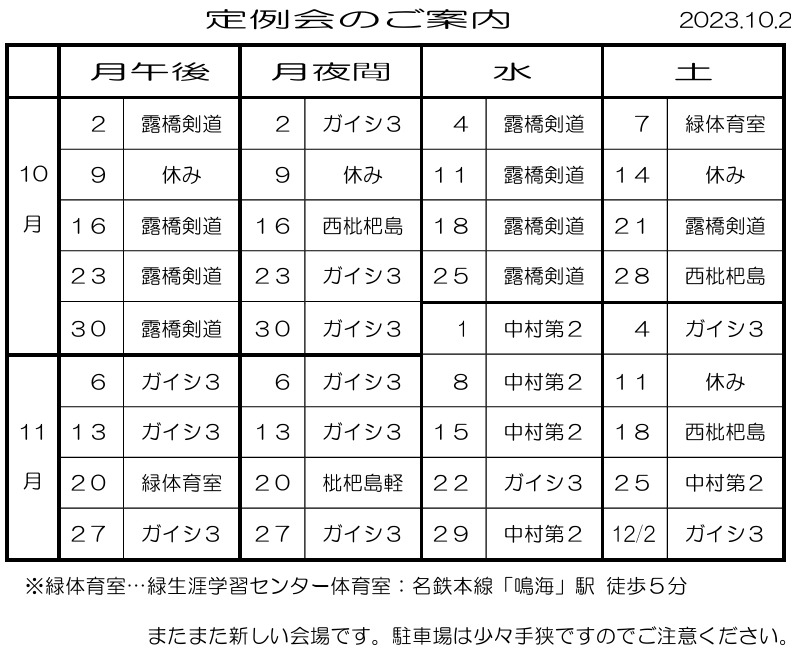 定例会のご案内 2023.10.2
月午後 月夜間 水 土
2 露橋剣道 2 ガイシ3 4 露橋剣道 7 緑体育室
10 9 休み 9 休み 11 露橋剣道 14 休み
月 16 露橋剣道 16 西枇杷島 18 露橋剣道 21 露橋剣道
23 露橋剣道 23 ガイシ3 25 露橋剣道 28 西枇杷島
30 露橋剣道 30 ガイシ3 1 中村第2 4 ガイシ3
6 ガイシ3 6 ガイシ3 8 中村第2 11 休み
11 13 ガイシ3 13 ガイシ3 15 中村第2 18 西枇杷島
月 20 緑体育室 20 枇杷島軽 22 ガイシ3 25 中村第2
27 ガイシ3 27 ガイシ3 29 中村第2 12/2 ガイシ3
※緑体育室…緑生涯学習センター体育室：名鉄本線「鳴海」駅 徒歩5分
またまた新しい会場です。駐車場は少々手狭ですのでご注意ください。